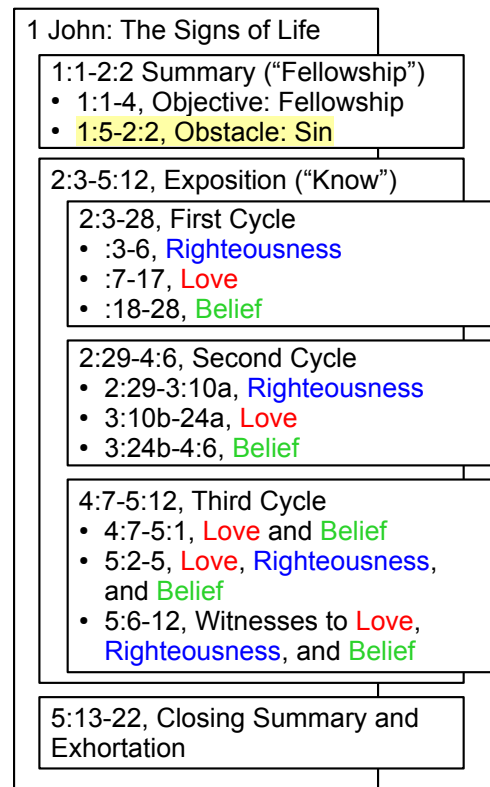 1 John: The Signs of Life
1:1-2:2 Summary (“Fellowship”)
• 1:1-4, Objective: Fellowship
• 1:5-2:2, Obstacle: Sin
2:3-5:12, Exposition (“Know”)
2:3-28, First Cycle
• :3-6, Righteousness
• :7-17, Love
• :18-28, Belief
2:29-4:6, Second Cycle
• 2:29-3:10a, Righteousness
• 3:10b-24a, Love
• 3:24b-4:6, Belief
4:7-5:12, Third Cycle
• 4:7-5:1, Love and Belief
• 5:2-5, Love, Righteousness,
and Belief
• 5:6-12, Witnesses to Love,
Righteousness, and Belief
5:13-22, Closing Summary and
Exhortation